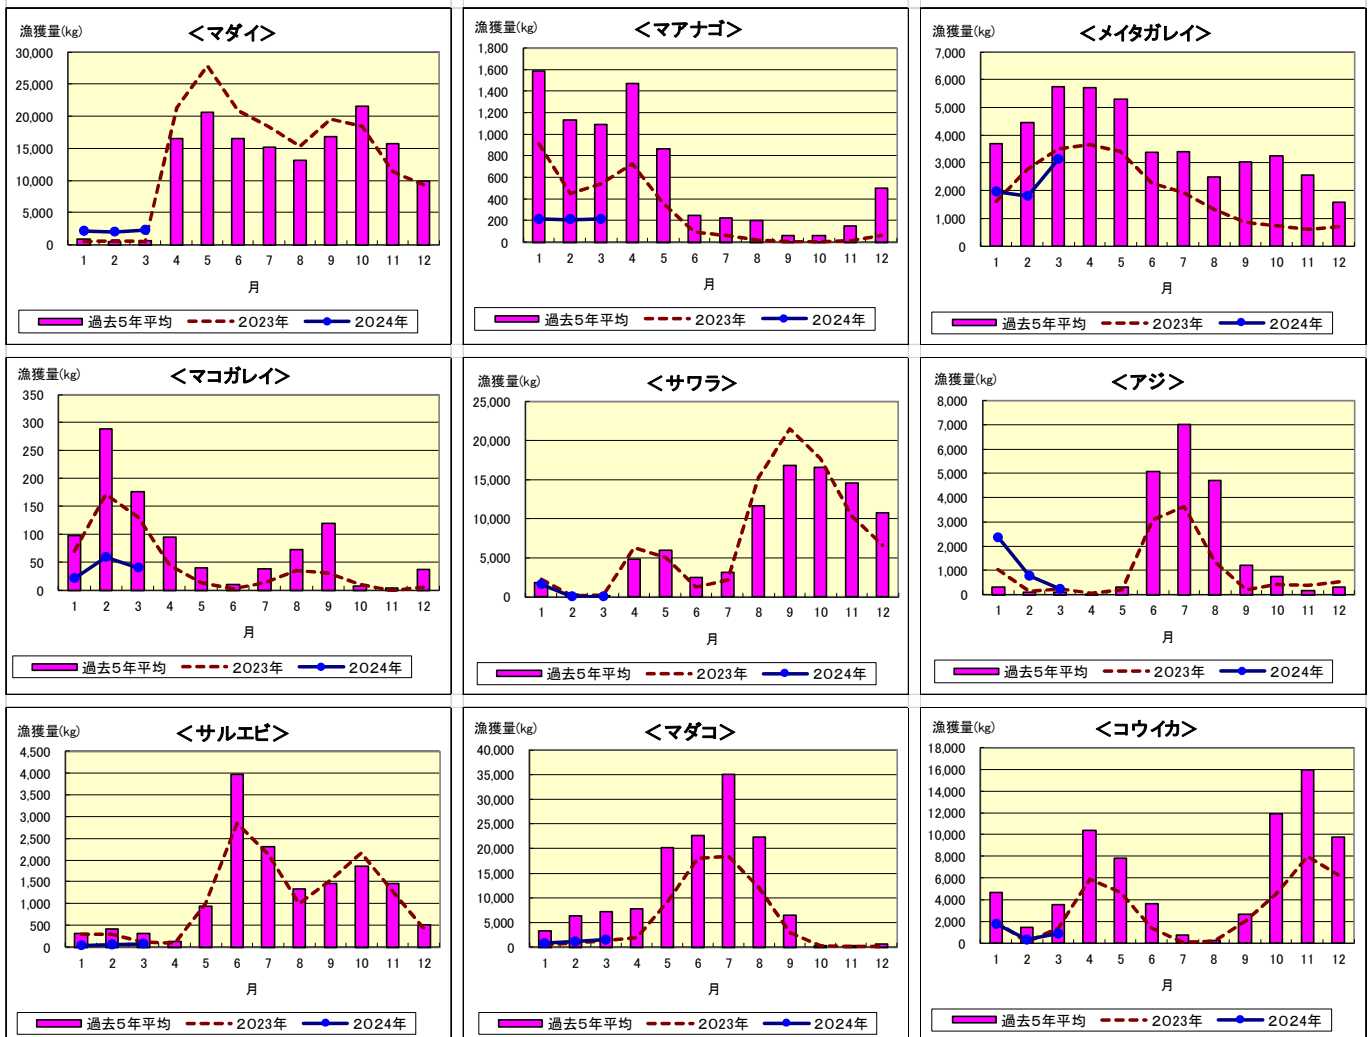 漁獲量(kg)
＜マダイ＞
30,000
25,000
20,000
15,000
10,000
5,000
0
1 2 3 4 5 6 7 8 9 10 11 12
月
過去5年平均 2023年 2024年
漁獲量(kg)
＜マアナゴ＞
1,800
1,600
1,400
1,200
1,000
800
600
400
200
0
1 2 3 4 5 6 7 8 9 10 11 12
月
過去5年平均 2023年 2024年
漁獲量(kg)
＜メイタガレイ＞
7,000
6,000
5,000
4,000
3,000
2,000
1,000
0
1 2 3 4 5 6 7 8 9 10 11 12
月
過去5年平均 2023年 2024年
漁獲量(kg)
＜マコガレイ＞
350
300
250
200
150
100
50
0
1 2 3 4 5 6 7 8 9 10 11 12
月
過去5年平均 2023年 2024年
漁獲量(kg)
＜サワラ＞
25,000
20,000
15,000
10,000
5,000
0
1 2 3 4 5 6 7 8 9 10 11 12
月
過去5年平均 2023年 2024年
漁獲量(kg)
＜アジ＞
8,000
7,000
6,000
5,000
4,000
3,000
2,000
1,000
0
1 2 3 4 5 6 7 8 9 10 11 12
月
過去5年平均 2023年 2024年
漁獲量(kg)
＜サルエビ＞
4,500
4,000
3,500
3,000
2,500
2,000
1,500
1,000
500
0
1 2 3 4 5 6 7 8 9 10 11 12
月
過去5年平均 2023年 2024年
漁獲量(kg)
＜マダコ＞
40,000
35,000
30,000
25,000
20,000
15,000
10,000
5,000
0
1 2 3 4 5 6 7 8 9 10 11 12
月
過去5年平均 2023年 2024年
漁獲量(kg)
＜コウイカ＞
18,000
16,000
14,000
12,000
10,000
8,000
6,000
4,000
2,000
0
1 2 3 4 5 6 7 8 9 10 11 12
月
過去5年平均 2023年 2024年